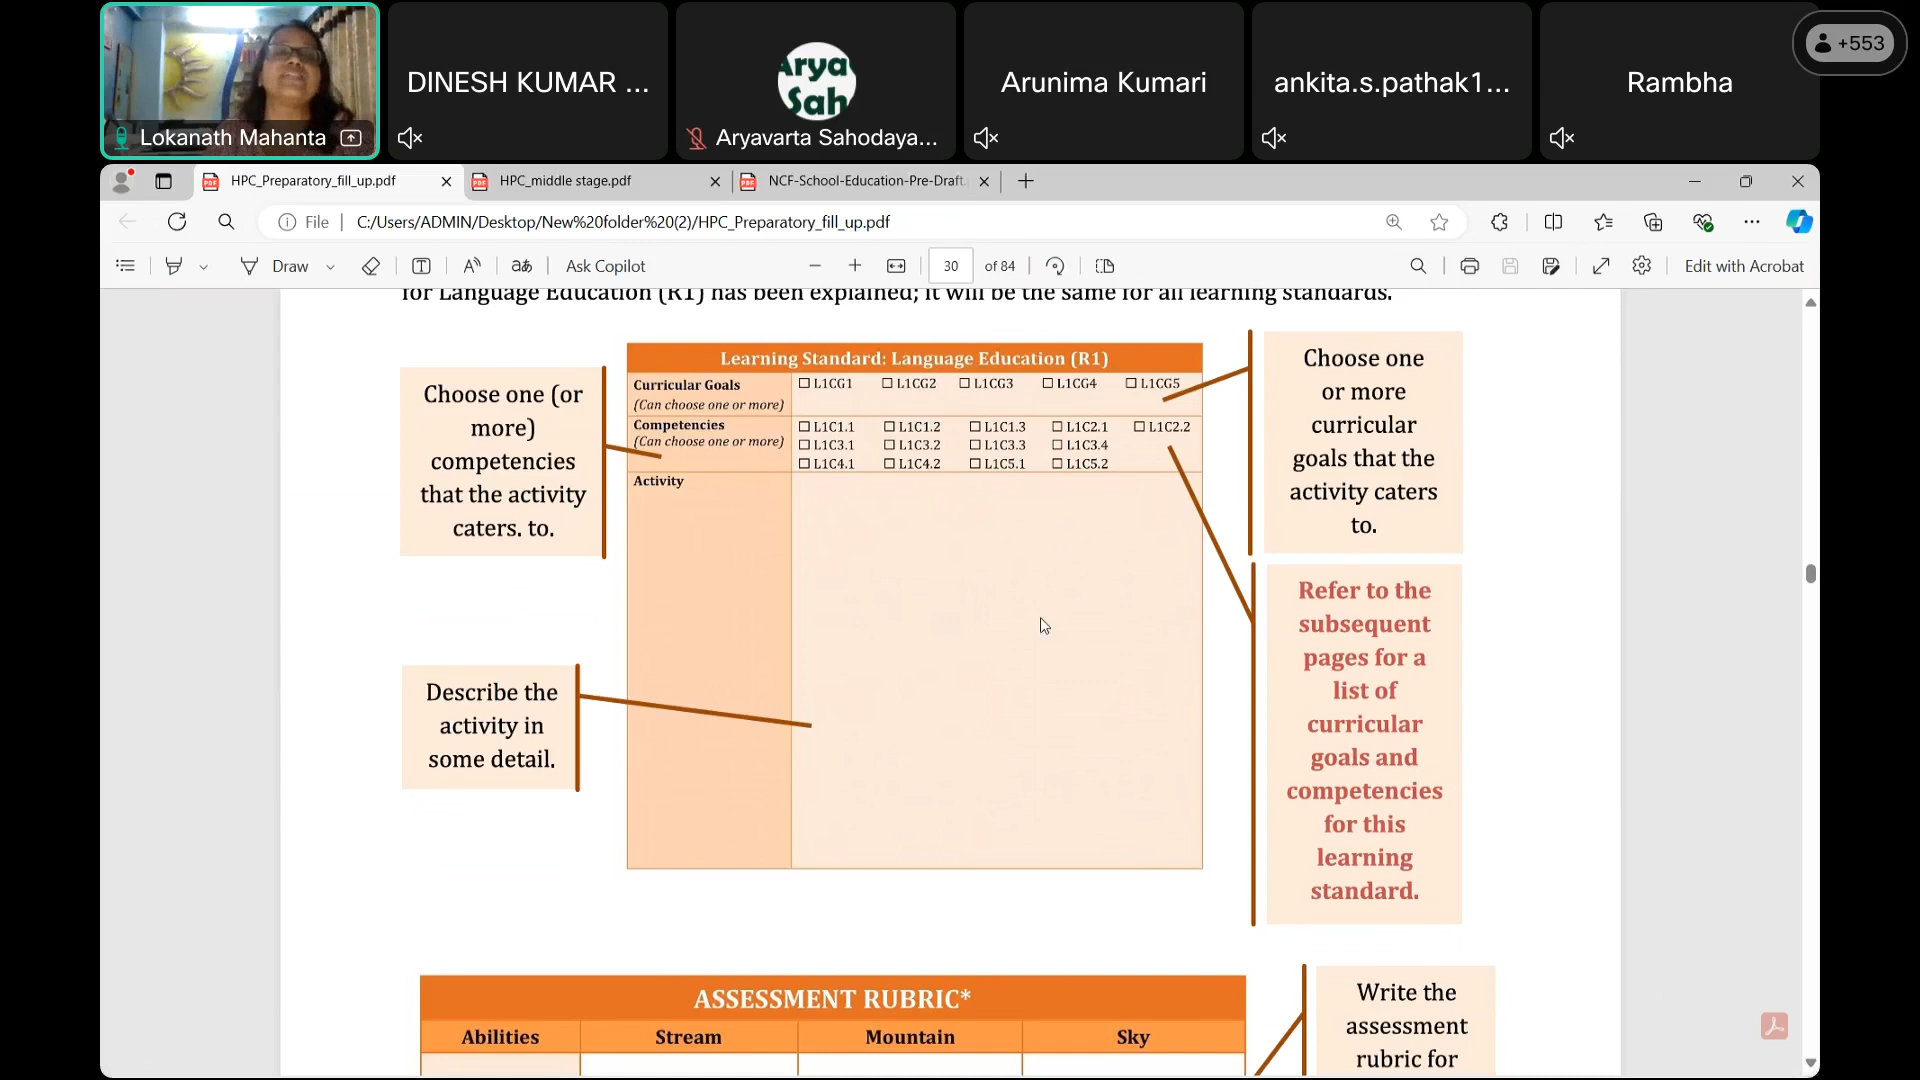 +553
DINESH KUMAR ...
Arya
Sah
Arunima Kumari
ankita.s.pathak1...
Rambha
Lokanath Mahanta
Aryavarta Sahodaya...
HPC_Preparatory_fill_up.pdf
HPC_middle stage.pdf
NCF-School-Education-Pre-Draft.
File
C:/Users/ADMIN/Desktop/New%20folder%20(2)/HPC_Preparatory_fill_up.pdf
Draw
Ask Copilot
30
of 84
Edit with Acrobat
for Language Education (R1) has been explained; it will be the same for all learning standards.
Choose one (or
more)
competencies
that the activity
caters. to.
Describe the
activity in
some detail.
Learning Standard: Language Education (R1)
Curricular Goals
(Can choose one or more)
L1CG1 L1CG2 L1CG3 L1CG4 L1CG5
Competencies
(Can choose one or more)
L1C1.1 L1C1.2 L1C1.3 L1C2.1 L1C2.2
L1C3.1 L1C3.2 L1C3.3 L1C3.4
L1C4.1 L1C4.2 L1C5.1 L1C5.2
Activity
Choose one
or more
curricular
goals that the
activity caters
to.
Refer to the
subsequent
pages for a
list of
curricular
goals and
competencies
for this
learning
standard.
ASSESSMENT RUBRIC*
Abilities Stream Mountain Sky
Write the
assessment
rubric for